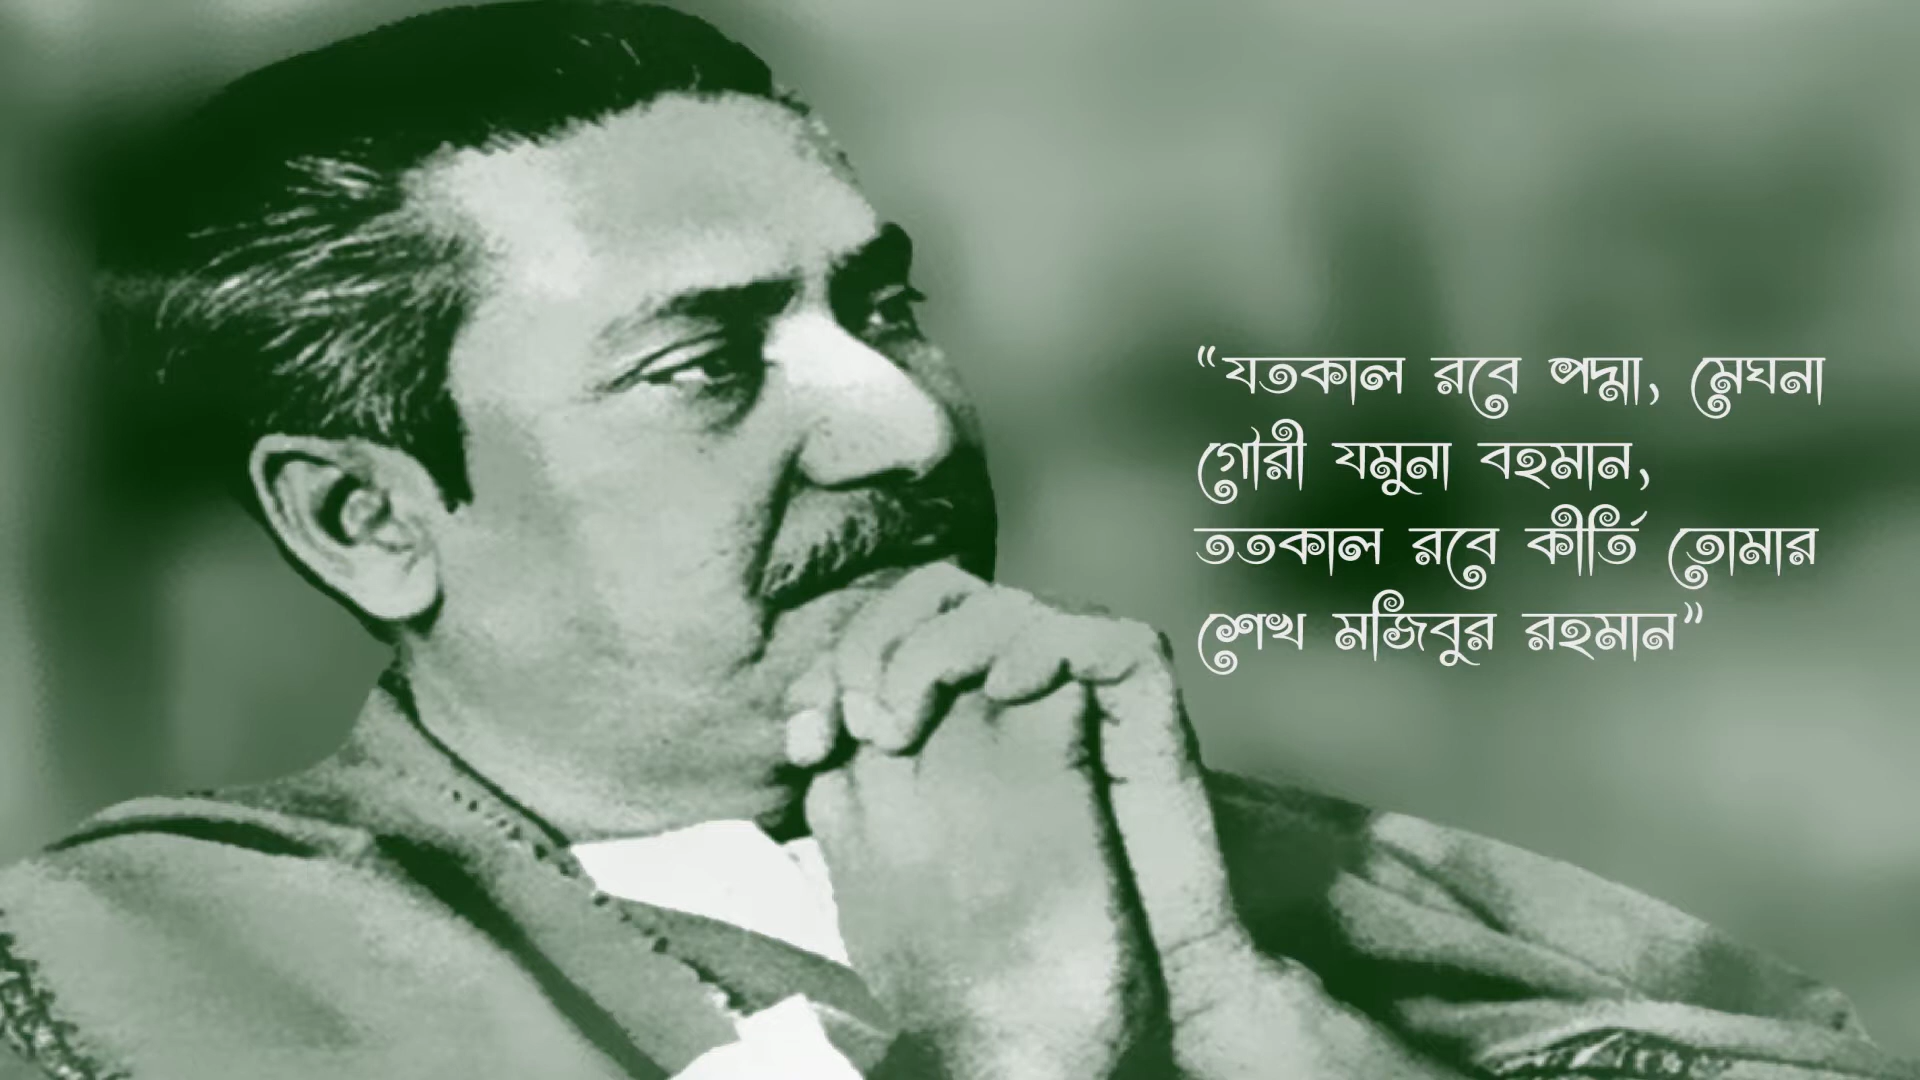 “যতকাল রবে পদ্মা, মেঘনা
গৌরী যমুনা বহমান,
ততকাল রবে কীর্তি তোমার
শেখ মুজিবুর রহমান”